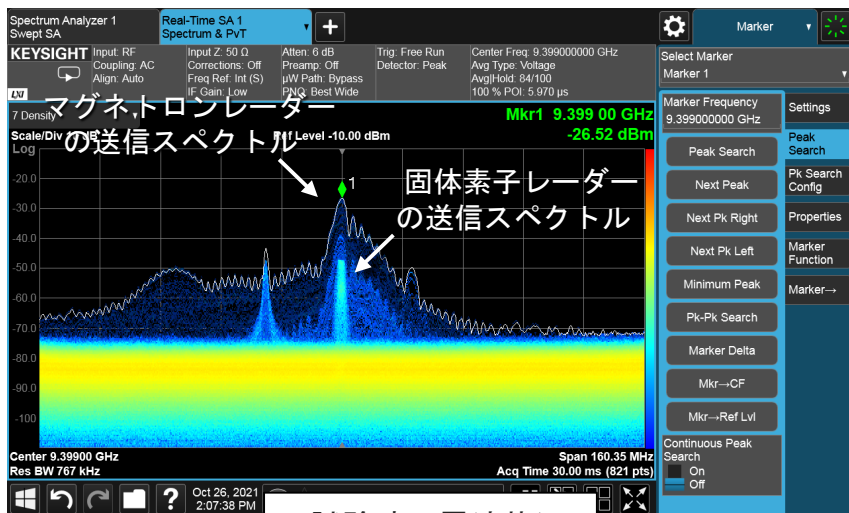 Spectrum Analyzer 1
Swept SA
Real-Time SA 1
Spectrum & PvT
Marker
KEYSIGHT
LXI
Input: RF
Coupling: AC
Align: Auto
Input Z: 50 Ω
Corrections: Off
Freq Ref: Int (S)
IF Gain: Low
Atten: 6 dB
Preamp: Off
µW Path: Bypass
PNO: Best Wide
Trig: Free Run
Detector: Peak
Center Freq: 9.399000000 GHz
Avg Type: Voltage
Avg|Hold: 84/100
100 % POI: 5.970 µs
7 Density
Scale/Div
Ref Level -10.00 dBm
Mkr1 9.399 00 GHz
-26.52 dBm
マグネトロンレーダー
の送信スペクトル
固体素子レーダー
の送信スペクトル
1
Log
-20.0
-30.0
-40.0
-50.0
-60.0
-70.0
-80.0
-90.0
-100
Center 9.39900 GHz
Res BW 767 kHz
Span 160.35 MHz
Acq Time 30.00 ms (821 pts)
Oct 26, 2021
2:07:38 PM
?
Select Marker
Marker 1
Marker Frequency
9.399000000 GHz
Peak Search
Next Peak
Next Pk Right
Next Pk Left
Minimum Peak
Pk-Pk Search
Marker Delta
Mkr→CF
Mkr→Ref Lvl
Continuous Peak
Search
On
Off
Settings
Peak
Search
Pk Search
Config
Properties
Marker
Function
Marker→